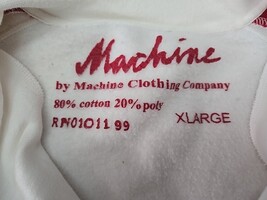 Machine
by Machine Clothing Company
80% cotton 20% poly
RN01011 99 XLARGE